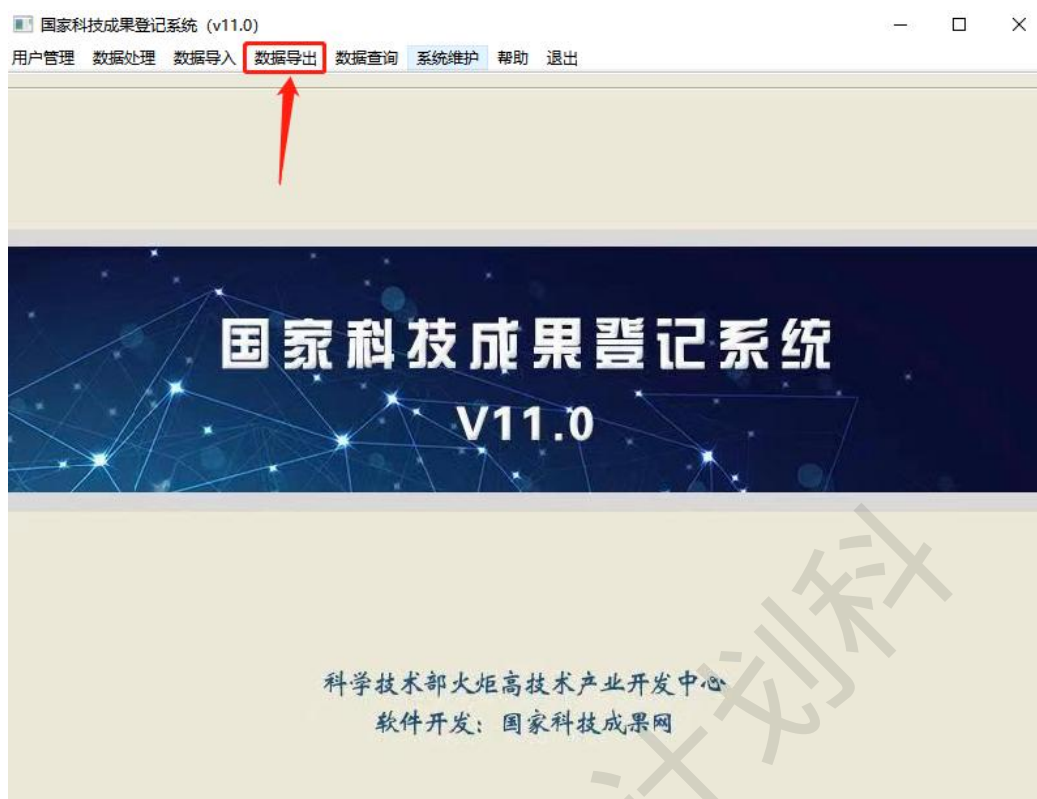 国家科技成果登记系统（v11.0）
用户管理 数据处理 数据导入 数据导出 数据查询 系统维护 帮助 退出
国家科技成果登记系统
V11.0
科学技术部火炬高技术产业开发中心
软件开发：国家科技成果网
计划科